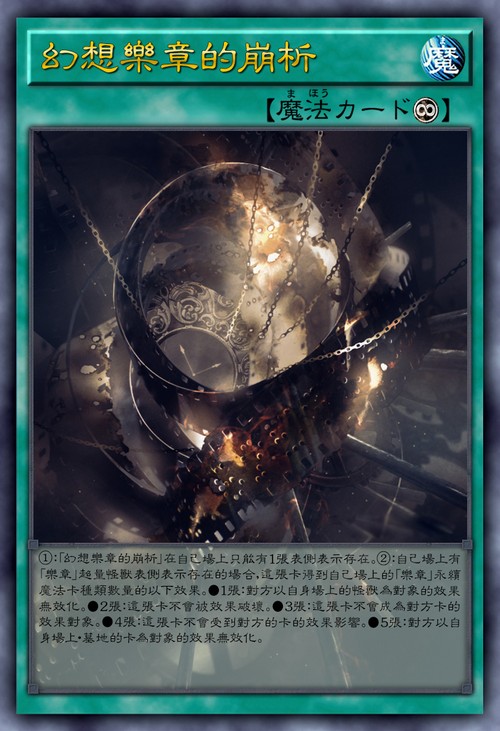 幻想樂章的崩析
魔
まほう
【魔法カード】
①:「幻想樂章的崩析」在自己場上只能有1張表側表示存在。②:自己場上有
「樂章」超量怪獸表側表示存在的場合,這張卡得到自己場上的「樂章」永續
魔法卡種類數量的以下效果。●1張:對方以自身場上的怪獸為對象的效果
無效化。●2張:這張卡不會被效果破壞。●3張:這張卡不會成為對方卡的
效果對象。●4張:這張卡不會受到對方的卡的效果影響。●5張:對方以自
身場上・墓地的卡為對象的效果無效化。